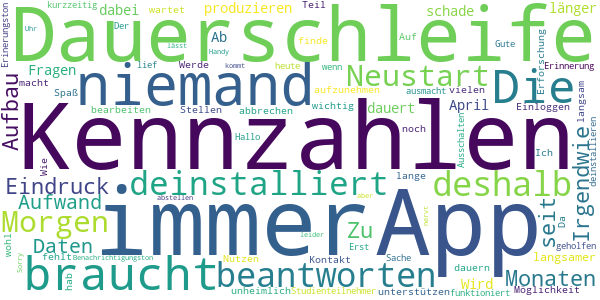 kurzzeitig Teil
Erinnerungston Der dabei wartet produzieren schade länger
Dauerschleife
Uhr lässt Handy Ab finde Auf Gute
Fragen lief Werde kommt heute wenn Neustart Erforschung Erinnerung
macht Spaß niemand aufzunehmen ausmacht vielen Die
Aufbau bearbeiten Stellen abbrechen wichtig dauert April Einloggen langsam
Wie Hallo noch Ausschalten Ich
Kennzahlen
Irgendwie deinstallieren
Eindruck deinstalliert lange deshalb
Aufwand abstellen aber seit Da
Morgen immer App geholfen
wohl Daten leider Zu nervt
fehlt Benachrichtigungston Erst Nutzen Kontakt Sache Wird langsamer
hab braucht beantworten dauern Monaten
Sorry unheimlich Studienteilnehmer unterstützen funktioniert Möglichkeit